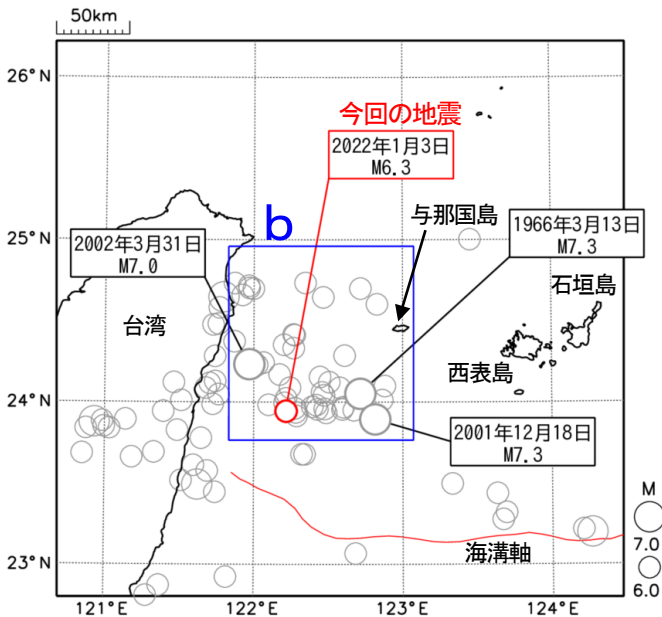 50km
26°N
今回の地震
2022年1月3日
M6.3
b
与那国島
2002年3月31日
M7.0
1966年3月13日
M7.3
25°N
石垣島
台湾
西表島
24°N
2001年12月18日
M7.3
M
7.0
海溝軸
23°N
6.0
121°E
122°E
123°E
124°E